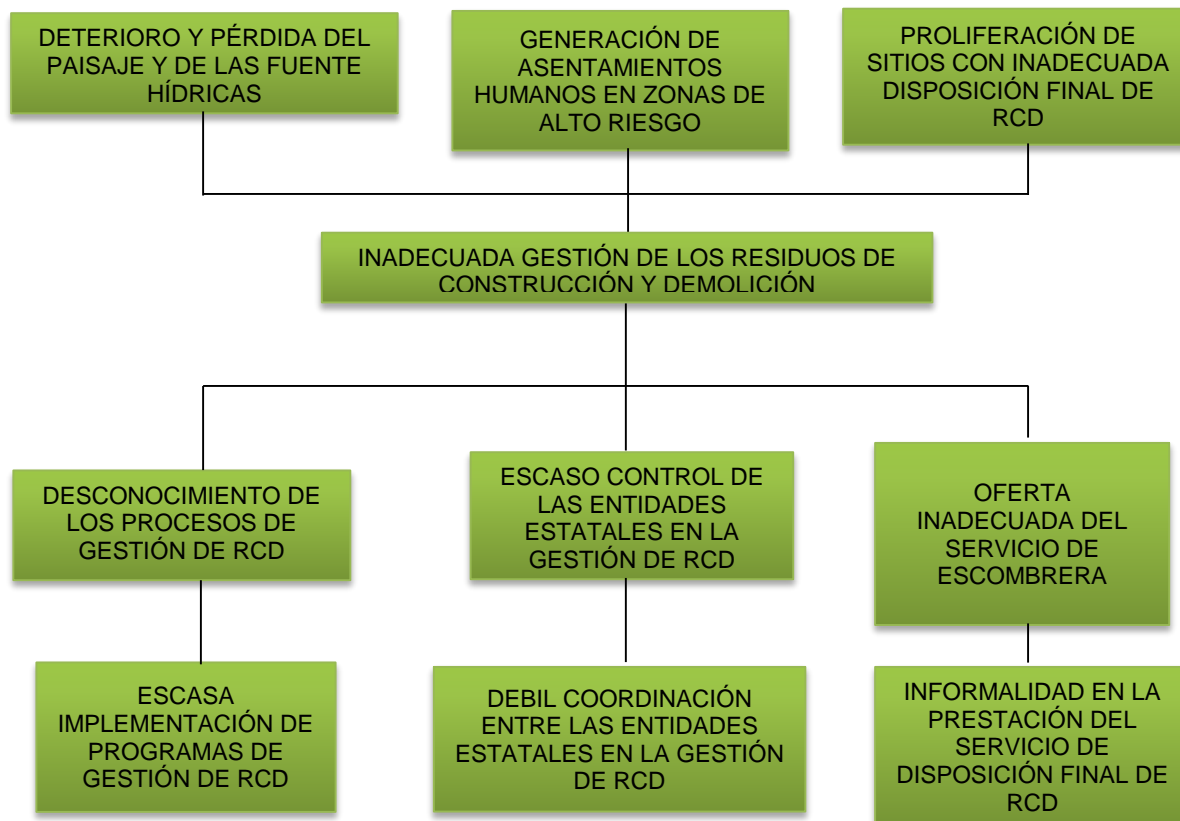 DETERIORO Y PÉRDIDA DEL
PAISAJE Y DE LAS FUENTE
HÍDRICAS
GENERACIÓN DE
ASENTAMIENTOS
HUMANOS EN ZONAS DE
ALTO RIESGO
PROLIFERACIÓN DE
SITIOS CON INADECUADA
DISPOSICIÓN FINAL DE
RCD
INADECUADA GESTIÓN DE LOS RESIDUOS DE
CONSTRUCCIÓN Y DEMOLICIÓN
DESCONOCIMIENTO DE
LOS PROCESOS DE
GESTIÓN DE RCD
ESCASO CONTROL DE
LAS ENTIDADES
ESTATALES EN LA
GESTIÓN DE RCD
OFERTA
INADECUADA DEL
SERVICIO DE
ESCOMBRERA
ESCASA
IMPLEMENTACIÓN DE
PROGRAMAS DE
GESTIÓN DE RCD
DEBIL COORDINACIÓN
ENTRE LAS ENTIDADES
ESTATALES EN LA GESTIÓN
DE RCD
INFORMALIDAD EN LA
PRESTACIÓN DEL
SERVICIO DE
DISPOSICIÓN FINAL DE
RCD